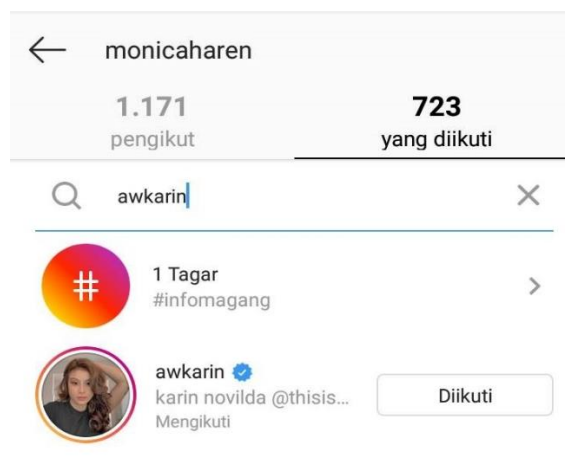 monicaharen
1.171
pengikut
723
yang diikuti
awkarin
#
1 Tagar
#infomagang
awkarin
karin novilda @thisis...
Mengikuti
Diikuti